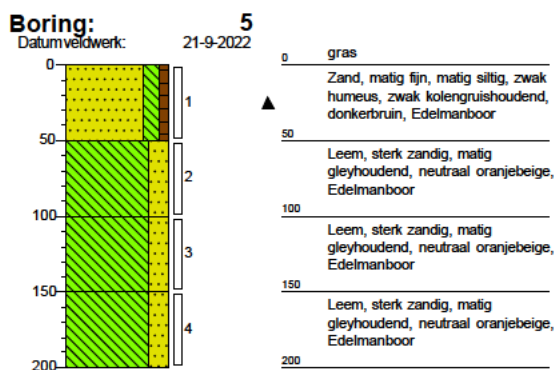 Boring: 5
Datum veldwerk: 21-9-2022
0
50
100
150
200
1
2
3
4
0 gras
Zand, matig fijn, matig siltig, zwak
humeus, zwak kolengruishoudend,
donkerbruin, Edelmanboor
50
Leem, sterk zandig, matig
gleyhoudend, neutraal oranjebeige,
Edelmanboor
100
Leem, sterk zandig, matig
gleyhoudend, neutraal oranjebeige,
Edelmanboor
150
Leem, sterk zandig, matig
gleyhoudend, neutraal oranjebeige,
Edelmanboor
200